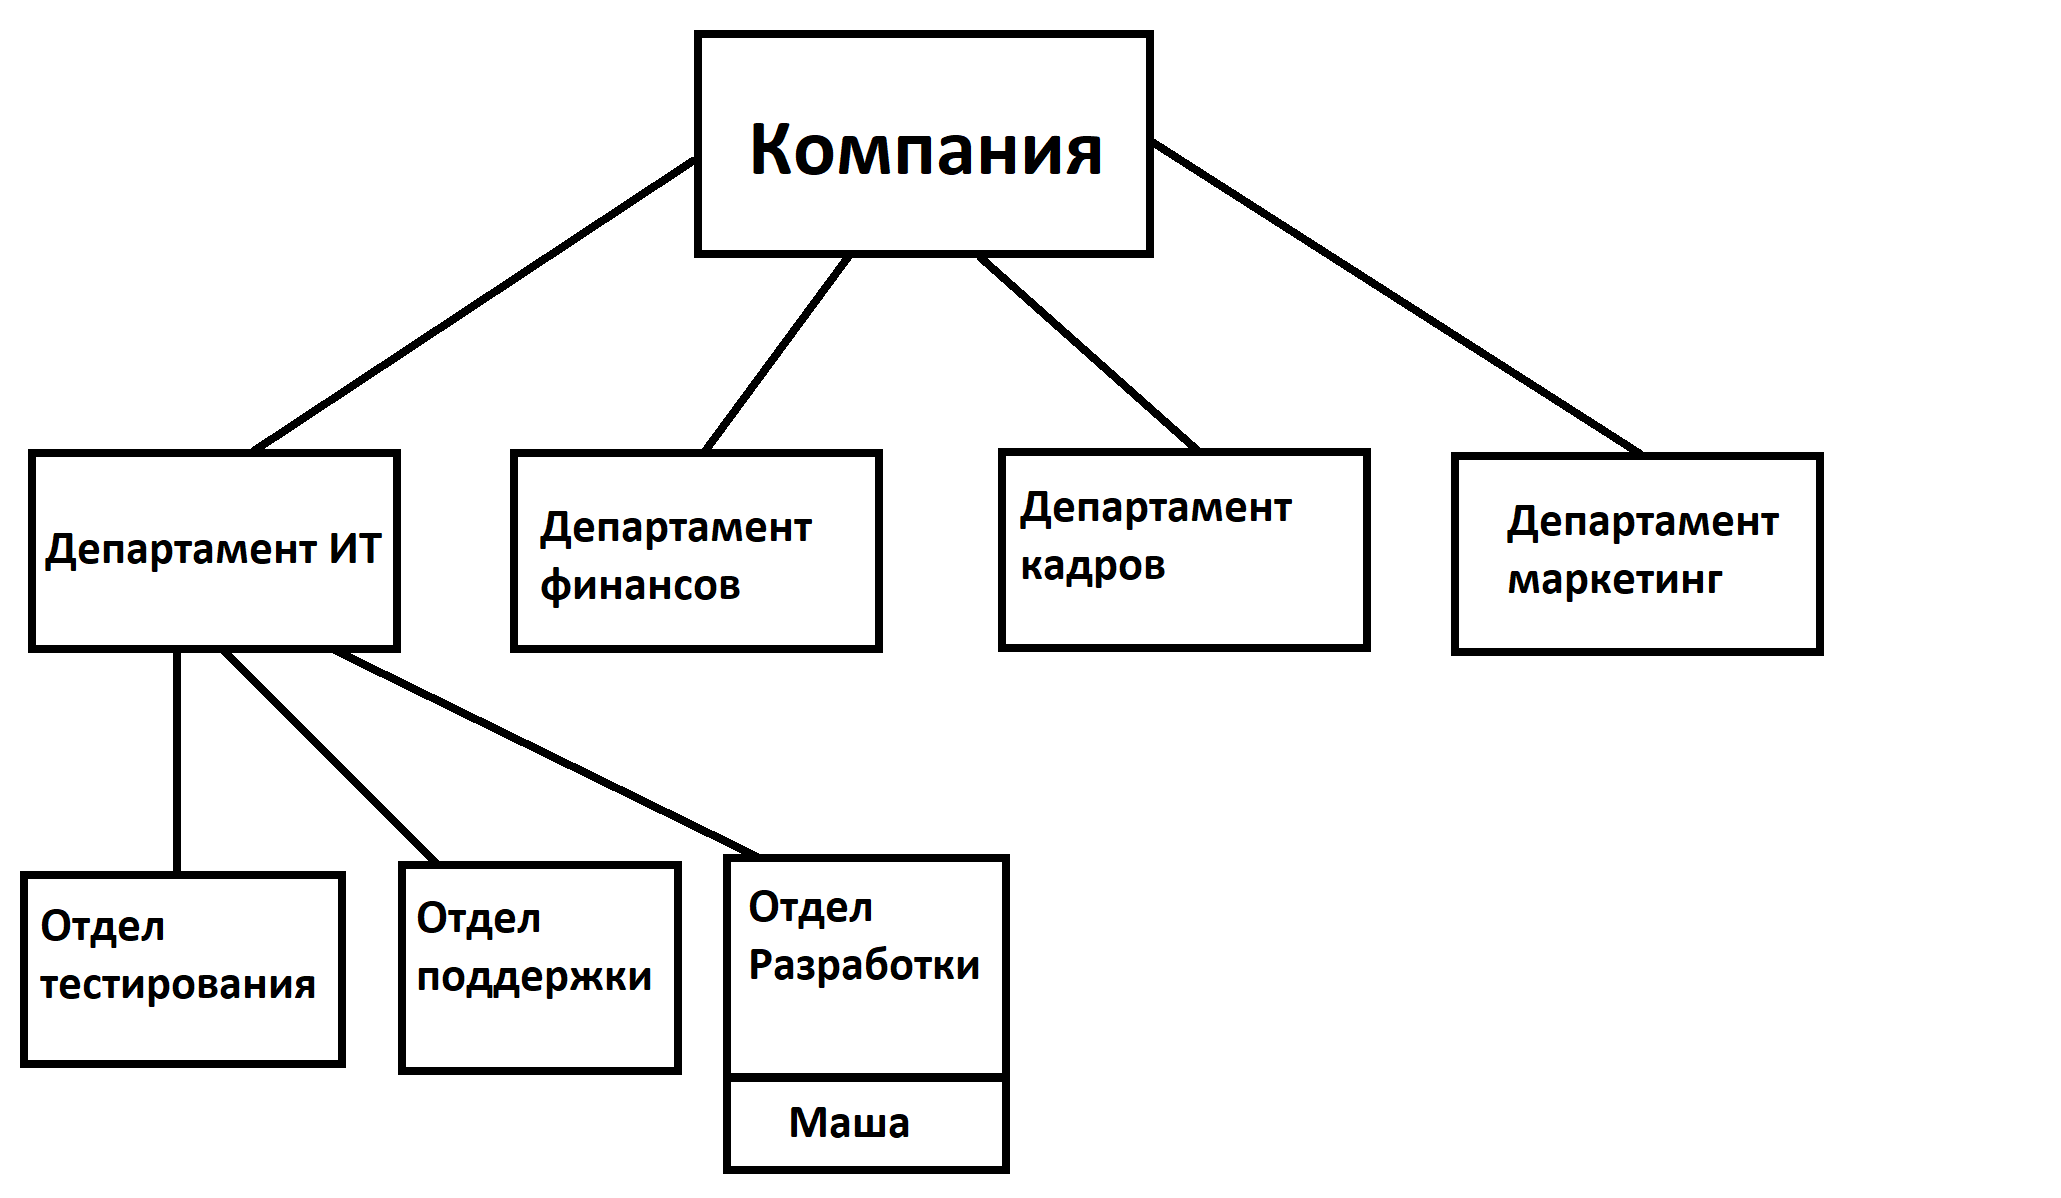 Компания
Департамент ИТ
Департамент
финансов
Департамент
кадров
Департамент
маркетинг
Отдел
тестирования
Отдел
поддержки
Отдел
Разработки
Маша